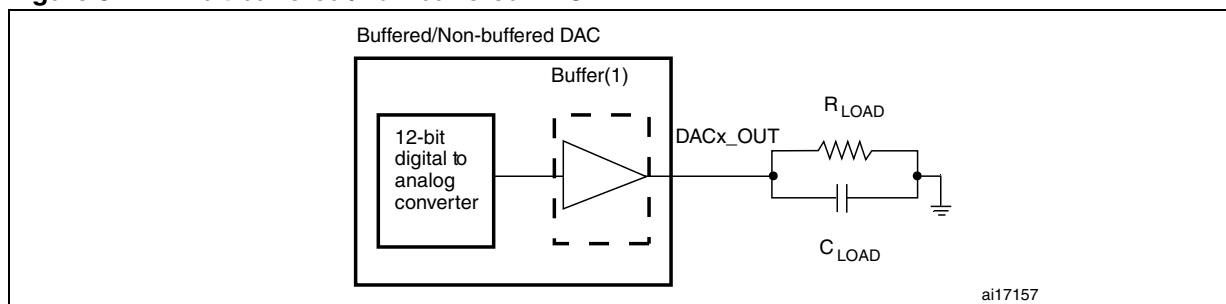 Buffered/Non-buffered DAC
Buffer(1)
12-bit
digital to
analog
converter
DACx_OUT
R LOAD
C LOAD
ai17157